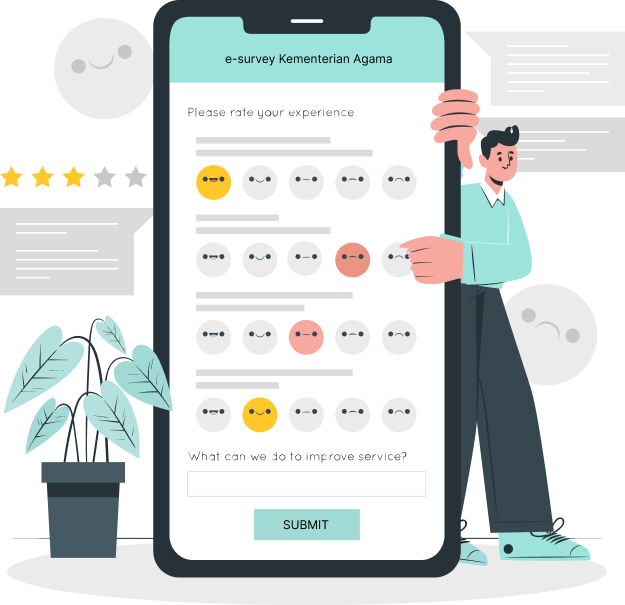 e-survey Kementerian Agama
Please rate your experience
What can we do to improve service?
SUBMIT